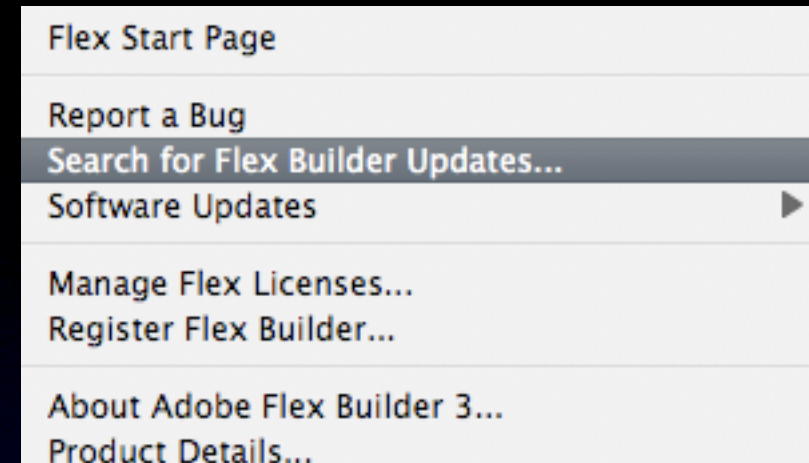 Flex Start Page
Report a Bug
Search for Flex Builder Updates...
Software Updates
Manage Flex Licenses...
Register Flex Builder...
About Adobe Flex Builder 3...
Product Details...